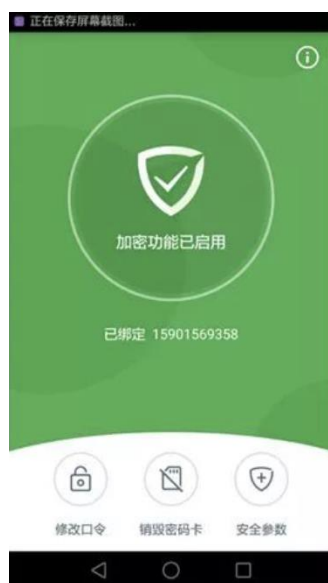 正在保存屏幕截图...
加密功能已启用
已绑定 15901569358
修改口令
销毁密码卡
安全参数